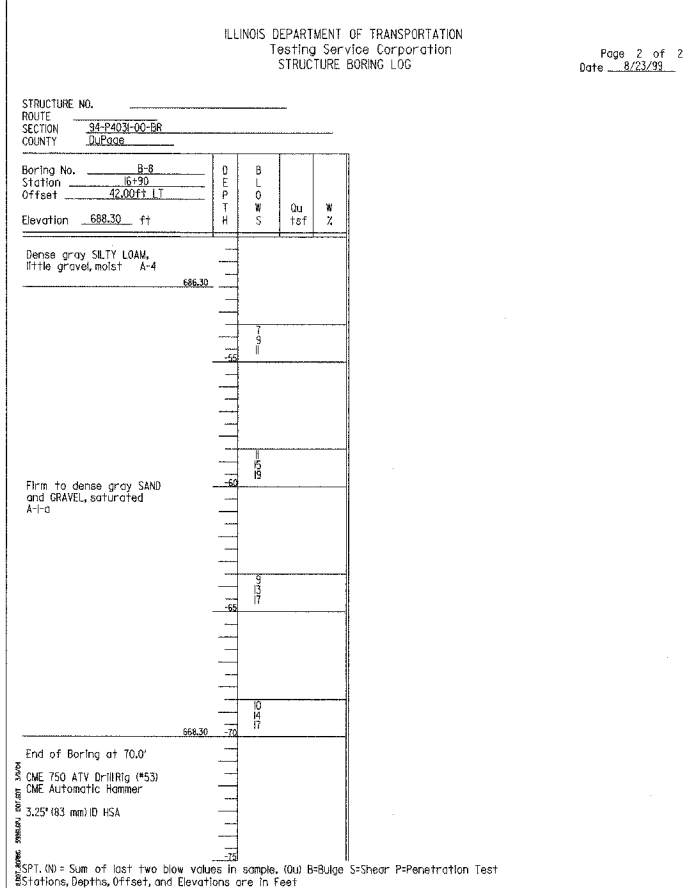 ILLINOIS DEPARTMENT OF TRANSPORTATION
Testing Service Corporation
STRUCTURE BORING LOG
Page 2 of 2
Date 8/23/99
STRUCTURE NO.
ROUTE
SECTION 94-P4031-00-BR
COUNTY DuPage
Boring No. B-8
Station 16+90
Offset 42.00ft LT
Elevation 688.30 ft
DEPTH
BLOWS
Qu tsf
W %
Dense gray SILTY LOAM,
little gravel, moist A-4
686.30
7
9
11
-55
11
15
19
-60
Firm to dense gray SAND
and GRAVEL, saturated
A-1-a
9
13
17
-65
10
14
17
668.30 -70
End of Boring at 70.0'
CME 750 ATV DrillRig (#53)
CME Automatic Hammer
3.25" (83 mm) ID HSA
-75
SPT. (N) = Sum of last two blow values in sample. (Qu) B=Bulge S=Shear P=Penetration Test
Stations, Depths, Offset, and Elevations are in Feet